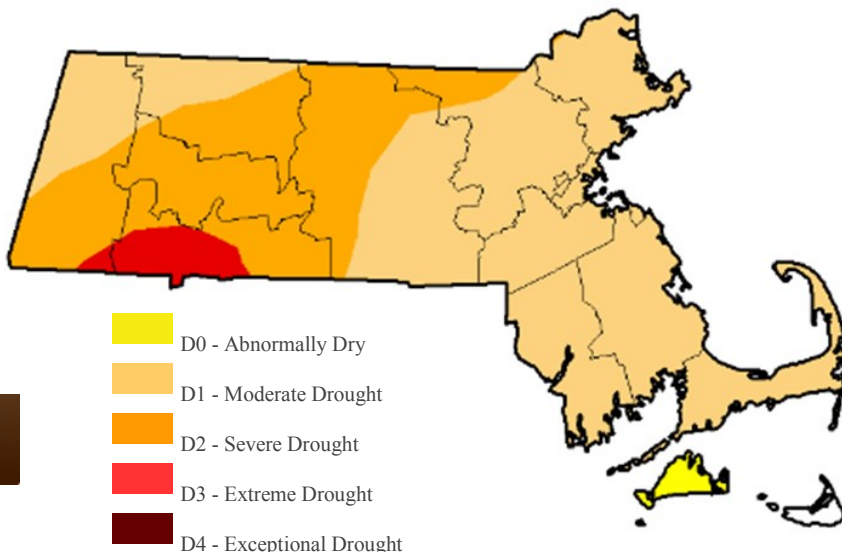 D0 - Abnormally Dry
D1 - Moderate Drought
D2 - Severe Drought
D3 - Extreme Drought
D4 - Exceptional Drought